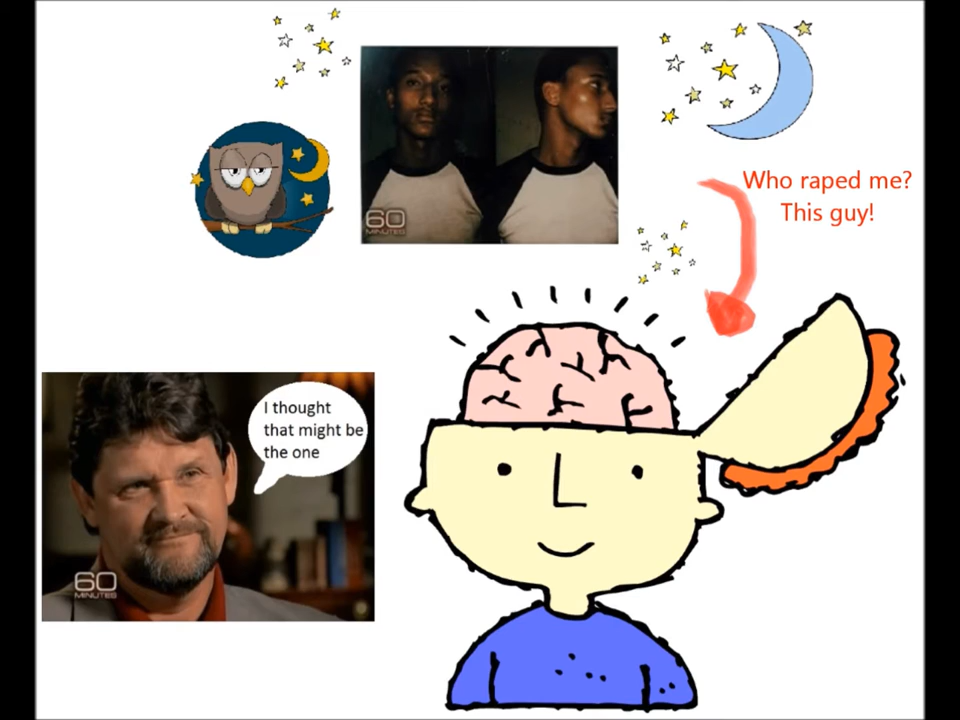 60
MINUTES
Who raped me?
This guy!
I thought
that might be
the one
60
MINUTES